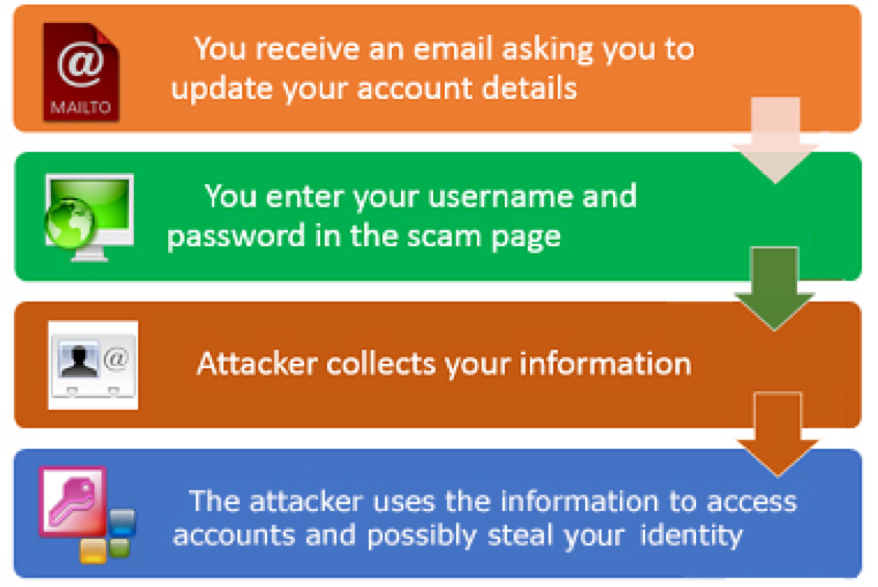 You receive an email asking you to
update your account details
@
MAILTO
You enter your username and
password in the scam page
@
Attacker collects your information
The attacker uses the information to access
accounts and possibly steal your identity